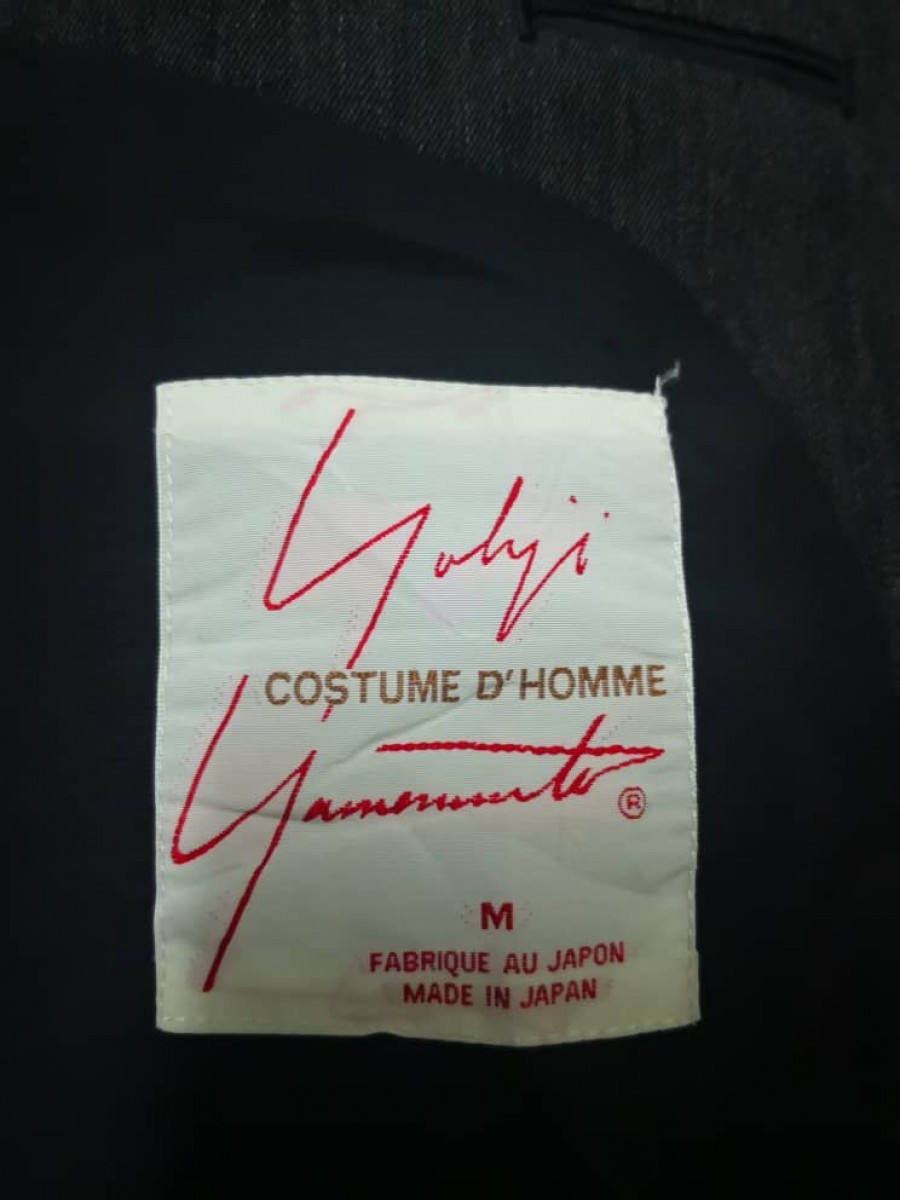 Yohji
COSTUME D'HOMME
Yamamoto ®
M
FABRIQUE AU JAPON
MADE IN JAPAN